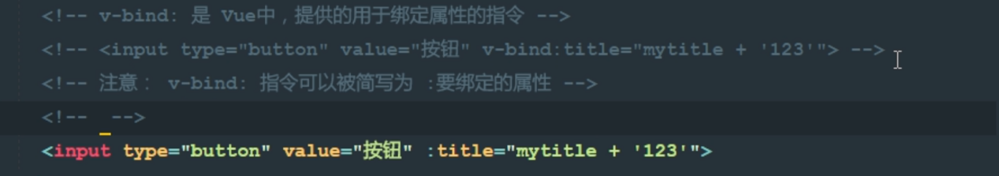 <!-- v-bind: 是 Vue中，提供的用于绑定属性的指令 -->
<!-- <input type="button" value="按钮" v-bind:title="mytitle + '123'"> -->
<!-- 注意： v-bind: 指令可以被简写为 :要绑定的属性 -->
<!--  -->
<input type="button" value="按钮" :title="mytitle + '123'">